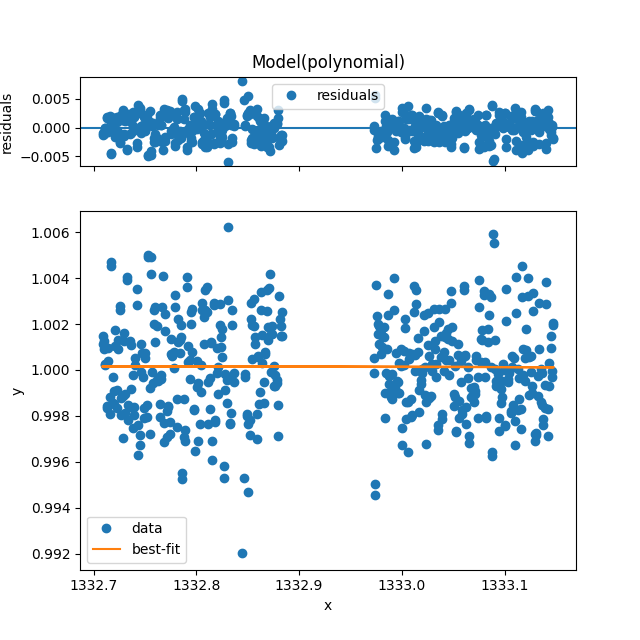 Model(polynomial)
residuals
0.005
0.000
−0.005
residuals
1.006
1.004
1.002
1.000
0.998
0.996
0.994
0.992
y
data
best-fit
1332.7 1332.8 1332.9 1333.0 1333.1
x